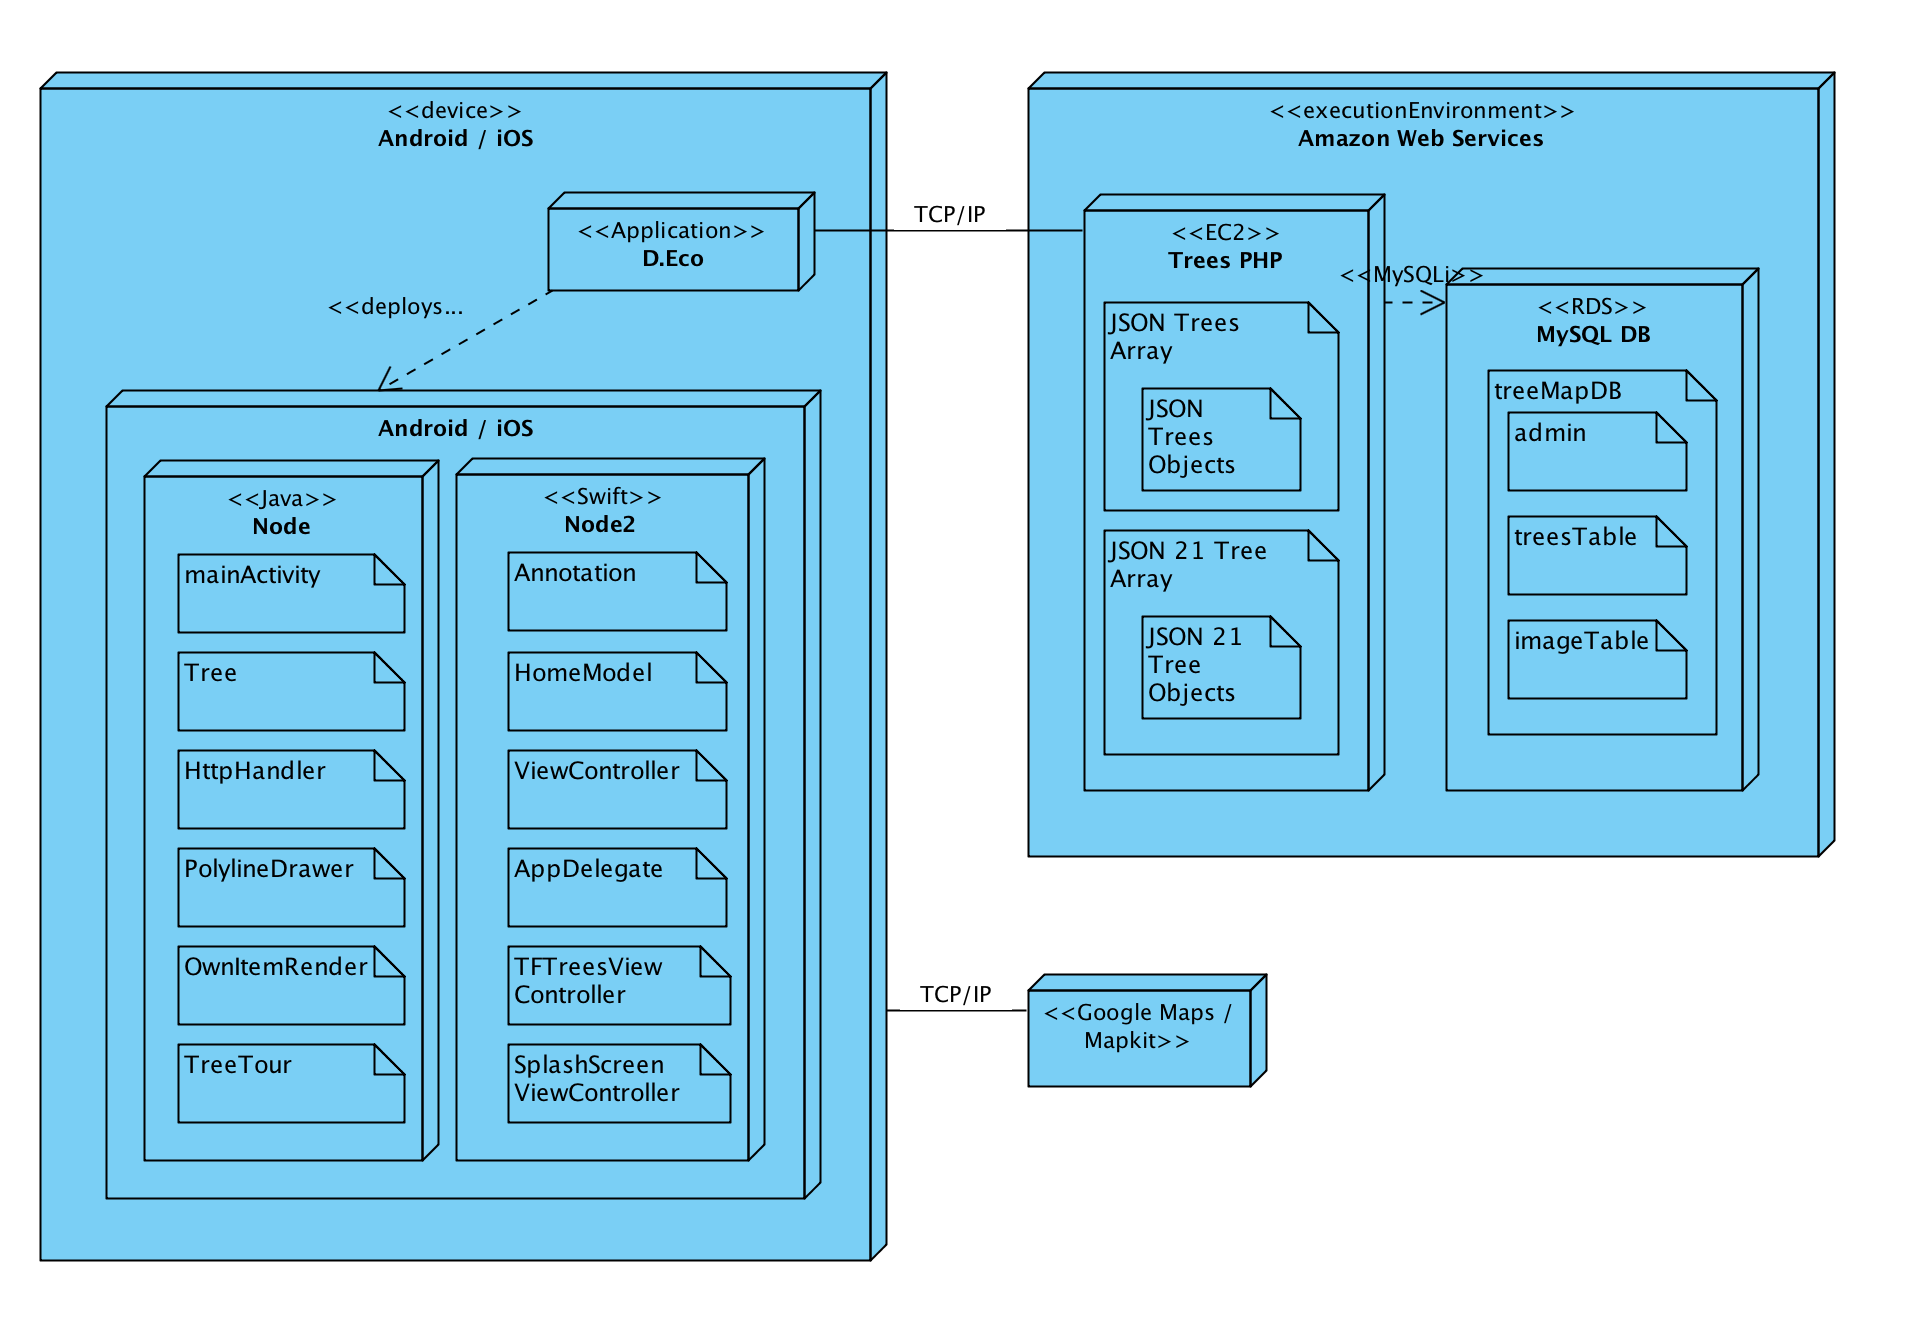 <<device>>
Android / iOS
<<Application>>
D.Eco
<<deploys...
Android / iOS
<<Java>>
Node
mainActivity
Tree
HttpHandler
PolylineDrawer
OwnItemRender
TreeTour
<<Swift>>
Node2
Annotation
HomeModel
ViewController
AppDelegate
TFTreesView
Controller
SplashScreen
ViewController
TCP/IP
<<executionEnvironment>>
Amazon Web Services
<<EC2>>
Trees PHP
JSON Trees
Array
JSON
Trees
Objects
JSON 21 Tree
Array
JSON 21
Tree
Objects
<<MySQLi>>
<<RDS>>
MySQL DB
treeMapDB
admin
treesTable
imageTable
TCP/IP
<<Google Maps /
Mapkit>>